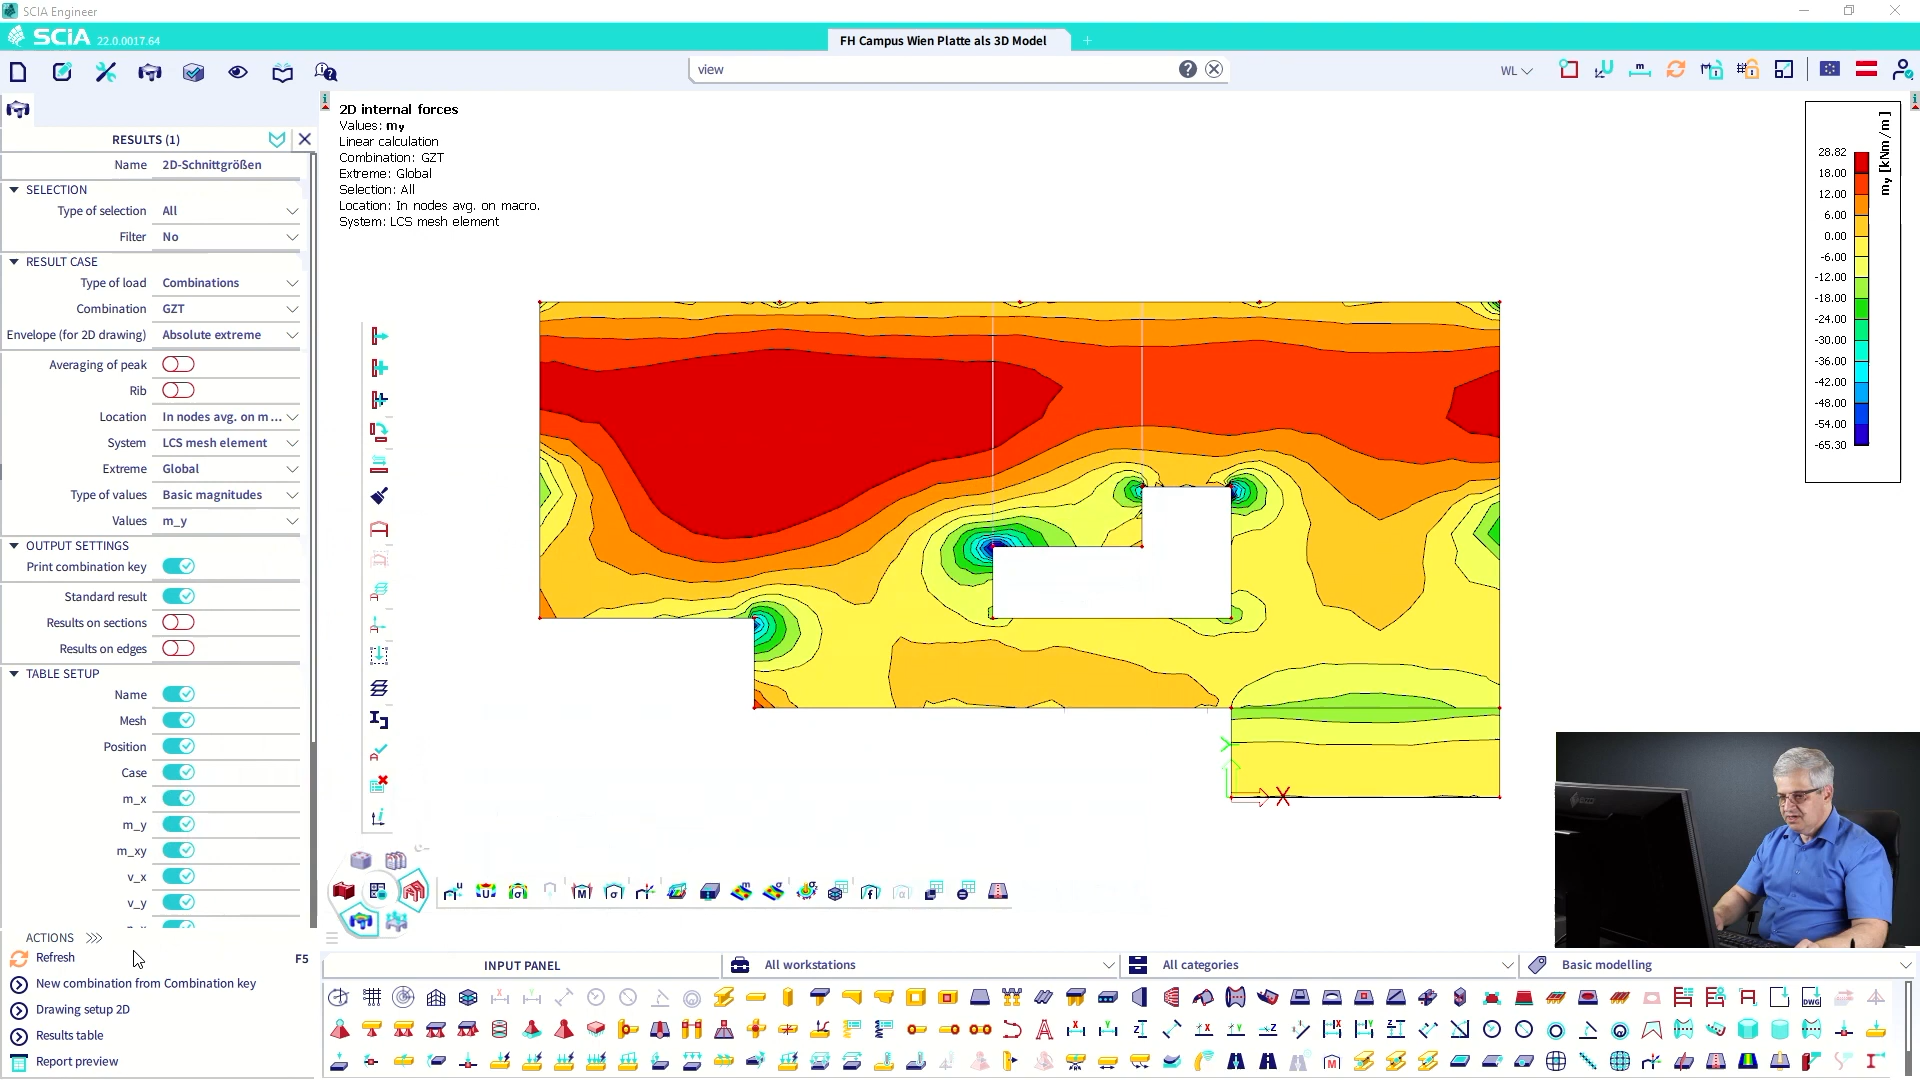 SCIA Engineer
SCiA 22.0.0017.64
FH Campus Wien Platte als 3D Model
view
WL
RESULTS (1)
Name 2D-Schnittgrößen
SELECTION
Type of selection All
Filter No
RESULT CASE
Type of load Combinations
Combination GZT
Envelope (for 2D drawing) Absolute extreme
Averaging of peak
Rib
Location In nodes avg. on m ...
System LCS mesh element
Extreme Global
Type of values Basic magnitudes
Values m_y
OUTPUT SETTINGS
Print combination key
Standard result
Results on sections
Results on edges
TABLE SETUP
Name
Mesh
Position
Case
m_x
m_y
m_xy
v_x
v_y
ACTIONS >>>
Refresh F5
New combination from Combination key
Drawing setup 2D
Results table
Report preview
2D internal forces
Values: my
Linear calculation
Combination: GZT
Extreme: Global
Selection: All
Location: In nodes avg. on macro.
System: LCS mesh element
my [kNm/m]
28.82
18.00
12.00
6.00
0.00
-6.00
-12.00
-18.00
-24.00
-30.00
-36.00
-42.00
-48.00
-54.00
-65.30
X
INPUT PANEL
All workstations
All categories
Basic modelling